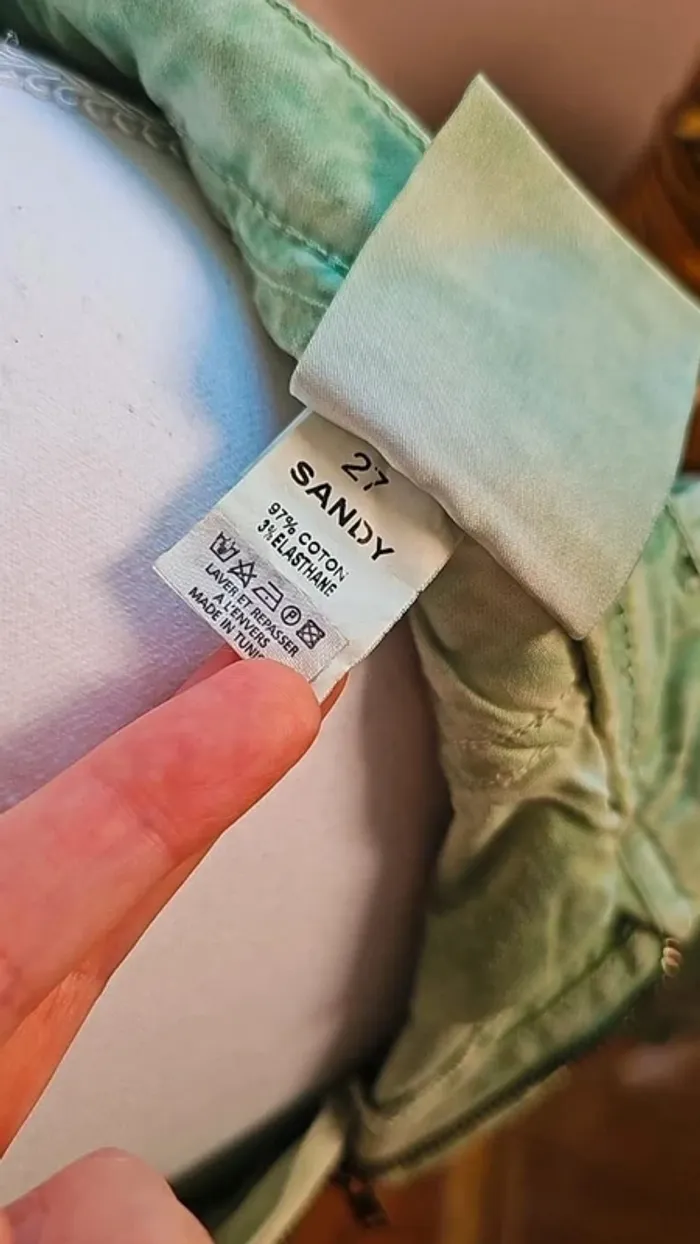 27
SANDY
97% COTON
3% ELASTHANE
LAVER ET REPASSER
A L'ENVERS
MADE IN